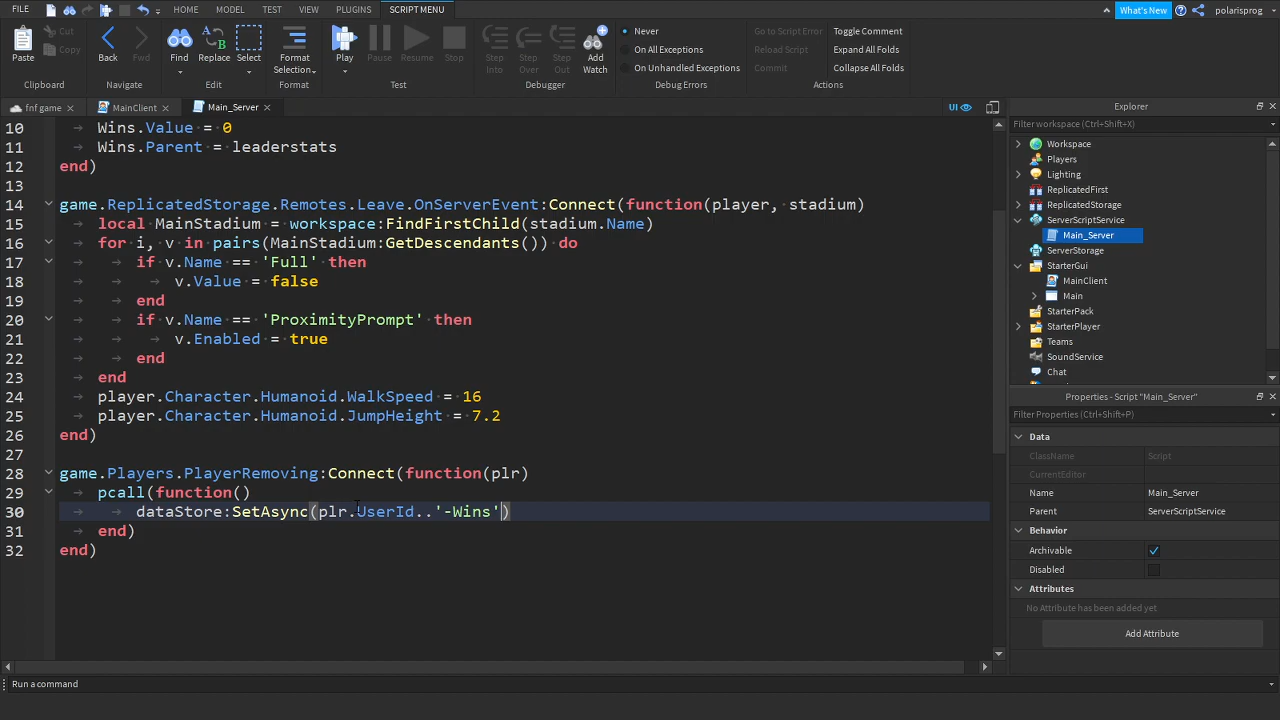 FILE HOME MODEL TEST VIEW PLUGINS SCRIPT MENU What's New polarisprog
Paste Cut Copy Back Fwd Find Replace Select Format Selection Play Pause Resume Stop Step Into Step Over Step Out Add Watch
Never
On All Exceptions
On Unhandled Exceptions
Go to Script Error
Reload Script
Commit
Toggle Comment
Expand All Folds
Collapse All Folds
Clipboard Navigate Edit Format Test Debugger Debug Errors Actions
fnf game MainClient Main_Server UI
10 Wins.Value = 0
11 Wins.Parent = leaderstats
12 end)
13
14 game.ReplicatedStorage.Remotes.Leave.OnServerEvent:Connect(function(player, stadium)
15 local MainStadium = workspace:FindFirstChild(stadium.Name)
16 for i, v in pairs(MainStadium:GetDescendants()) do
17 if v.Name == 'Full' then
18 v.Value = false
19 end
20 if v.Name == 'ProximityPrompt' then
21 v.Enabled = true
22 end
23 end
24 player.Character.Humanoid.WalkSpeed = 16
25 player.Character.Humanoid.JumpHeight = 7.2
26 end)
27
28 game.Players.PlayerRemoving:Connect(function(plr)
29 pcall(function()
30 dataStore:SetAsync(plr.UserId..'-Wins')
31 end)
32 end)
Explorer
Filter workspace (Ctrl+Shift+X)
Workspace
Players
Lighting
ReplicatedFirst
ReplicatedStorage
ServerScriptService
Main_Server
ServerStorage
StarterGui
MainClient
Main
StarterPack
StarterPlayer
Teams
SoundService
Chat
Properties - Script "Main_Server"
Filter Properties (Ctrl+Shift+P)
Data
ClassName Script
CurrentEditor
Name Main_Server
Parent ServerScriptService
Behavior
Archivable
Disabled
Attributes
No Attribute has been added yet
Add Attribute
Run a command